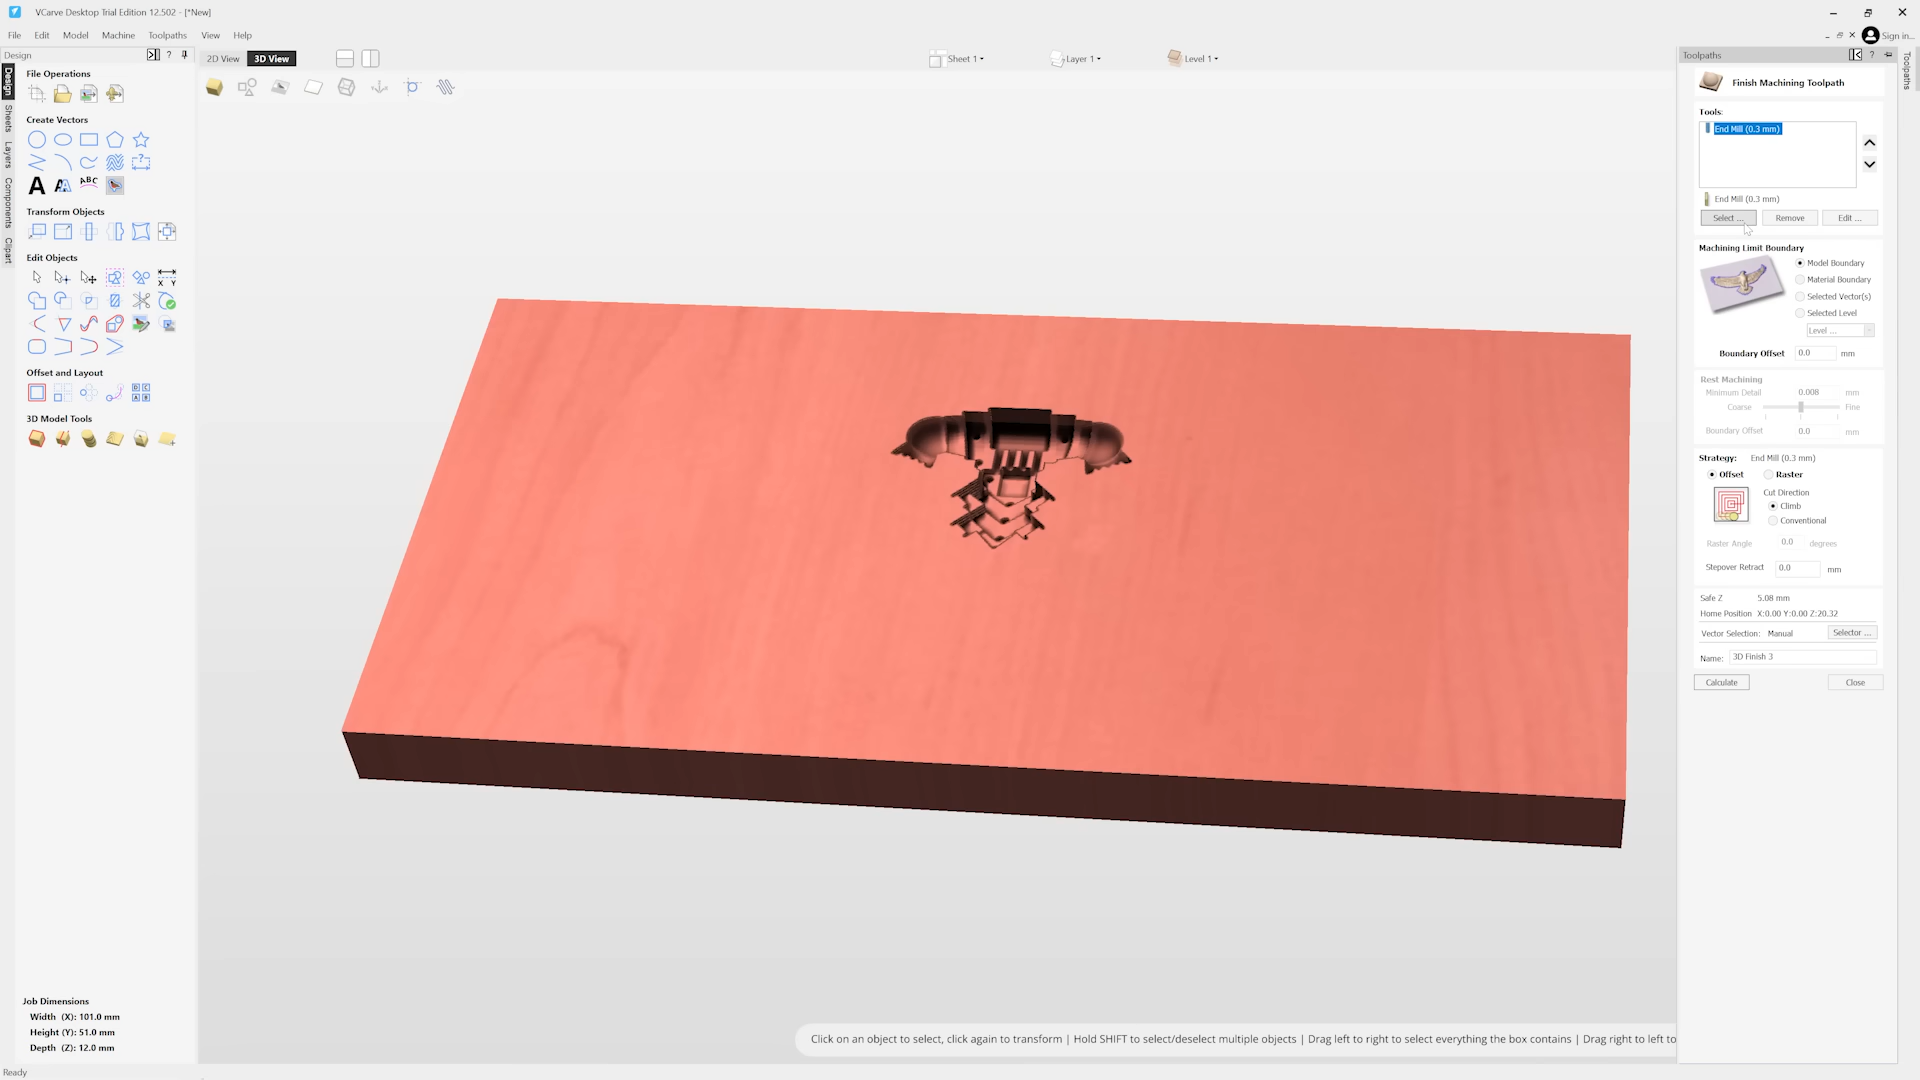 VCarve Desktop Trial Edition 12.502 - [*New]
File Edit Model Machine Toolpaths View Help
Sign in...
Design
?
2D View 3D View
Sheet 1
Layer 1
Level 1
Design
Sheets
Layers
Components
Clipart
File Operations
Create Vectors
A A ABC
Transform Objects
Edit Objects
X Y
Offset and Layout
3D Model Tools
Job Dimensions
Width (X): 101.0 mm
Height (Y): 51.0 mm
Depth (Z): 12.0 mm
Ready
Click on an object to select, click again to transform | Hold SHIFT to select/deselect multiple objects | Drag left to right to select everything the box contains | Drag right to left to
Toolpaths
?
Toolpaths
Finish Machining Toolpath
Tools:
End Mill (0.3 mm)
End Mill (0.3 mm)
Select ... Remove Edit ...
Machining Limit Boundary
Model Boundary
Material Boundary
Selected Vector(s)
Selected Level
Level ...
Boundary Offset 0.0 mm
Rest Machining
Minimum Detail 0.008 mm
Coarse Fine
Boundary Offset 0.0 mm
Strategy: End Mill (0.3 mm)
Offset Raster
Cut Direction
Climb
Conventional
Raster Angle 0.0 degrees
Stepover Retract 0.0 mm
Safe Z 5.08 mm
Home Position X:0.00 Y:0.00 Z:20.32
Vector Selection: Manual Selector ...
Name: 3D Finish 3
Calculate Close